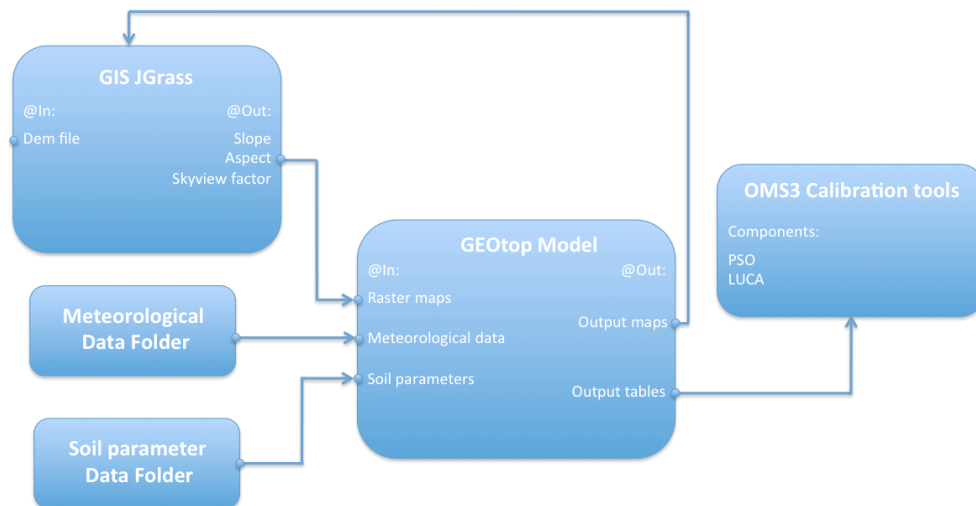 GIS JGrass
@In:
@Out:
Dem file
Slope
Aspect
Skyview factor
Meteorological
Data Folder
Soil parameter
Data Folder
GEOtop Model
@In:
@Out:
Raster maps
Output maps
Meteorological data
Soil parameters
Output tables
OMS3 Calibration tools
Components:
PSO
LUCA